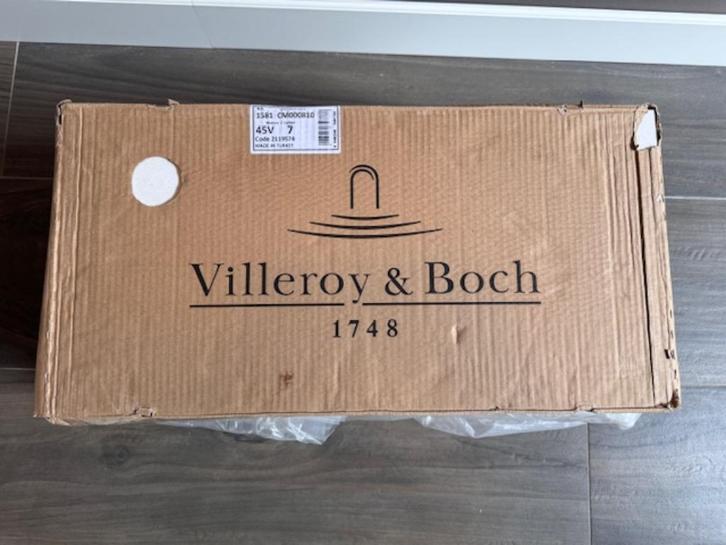 1581 CM000810
45V 7
Code 2119574
MADE IN TURKEY
Villeroy & Boch
1748